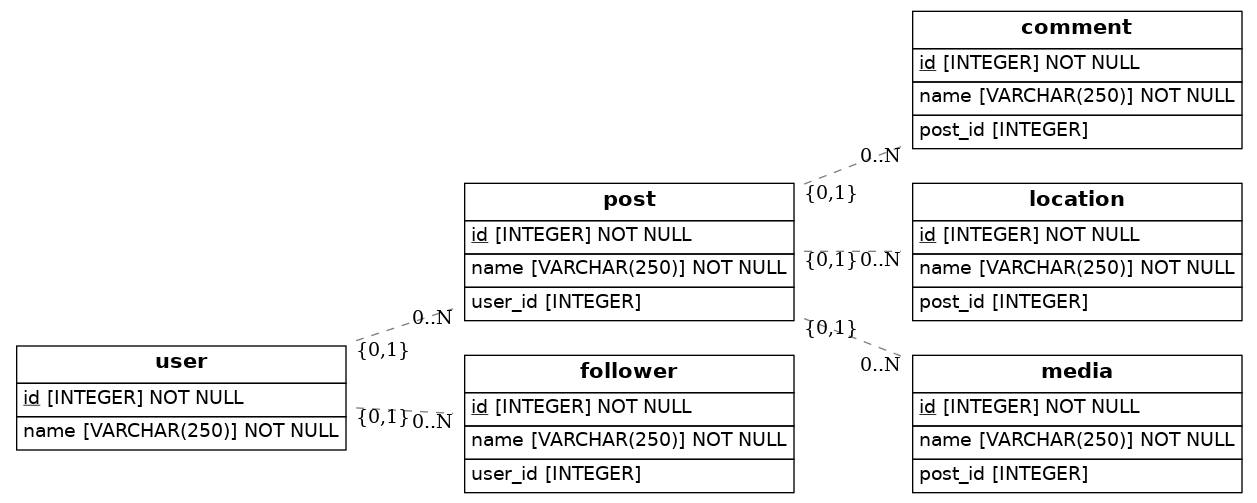 comment
id [INTEGER] NOT NULL
name [VARCHAR(250)] NOT NULL
post_id [INTEGER]
0..N
{0,1}
post
id [INTEGER] NOT NULL
name [VARCHAR(250)] NOT NULL
user_id [INTEGER]
{0,1}
0..N
location
id [INTEGER] NOT NULL
name [VARCHAR(250)] NOT NULL
post_id [INTEGER]
0..N
{0,1}
{0,1}
0..N
user
id [INTEGER] NOT NULL
name [VARCHAR(250)] NOT NULL
{0,1}
0..N
follower
id [INTEGER] NOT NULL
name [VARCHAR(250)] NOT NULL
user_id [INTEGER]
media
id [INTEGER] NOT NULL
name [VARCHAR(250)] NOT NULL
post_id [INTEGER]